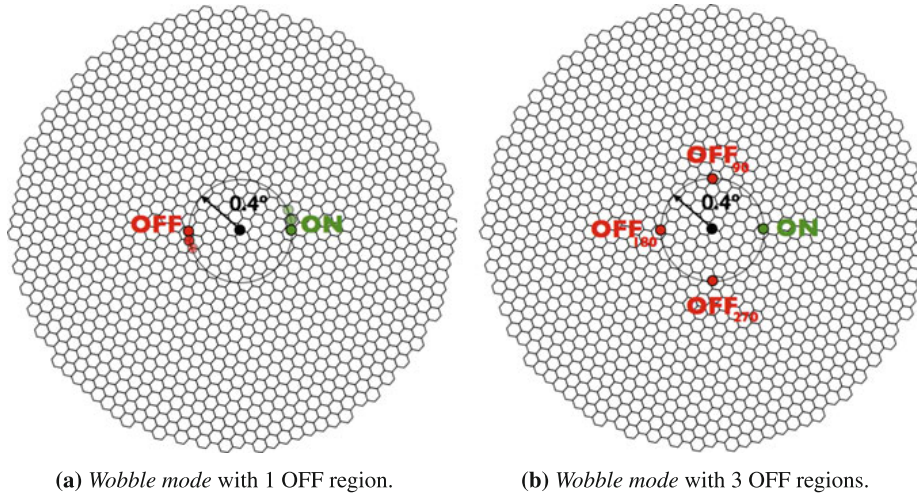 0.4°
OFF
ON
OFF90
0.4°
OFF180
ON
OFF270
(a) Wobble mode with 1 OFF region.
(b) Wobble mode with 3 OFF regions.